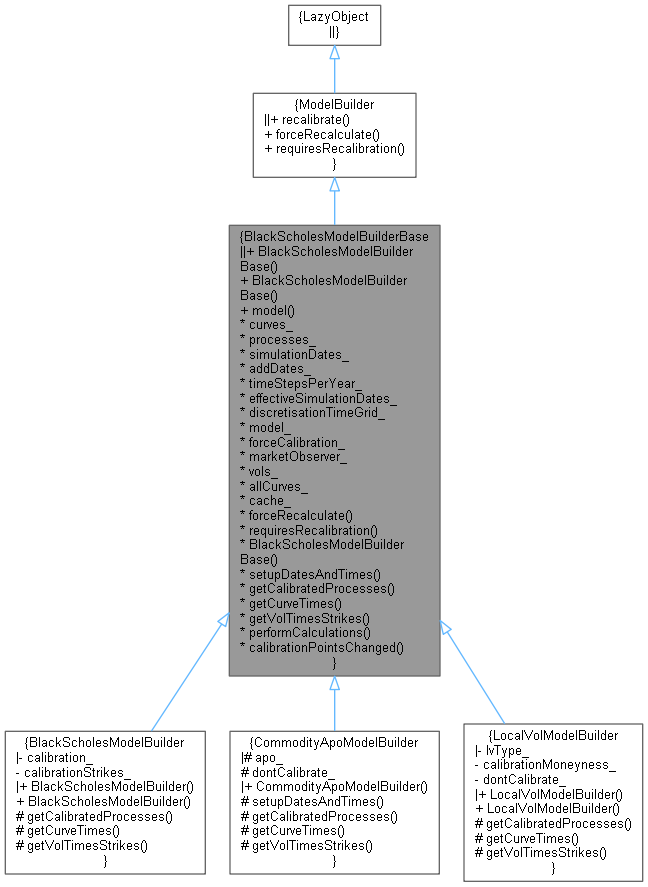 {LazyObject
||}
{ModelBuilder
||+ recalibrate()
+ forceRecalculate()
+ requiresRecalibration()
}
{BlackScholesModelBuilderBase
||+ BlackScholesModelBuilder
Base()
+ BlackScholesModelBuilder
Base()
+ model()
* curves_
* processes_
* simulationDates_
* addDates_
* timeStepsPerYear_
* effectiveSimulationDates_
* discretisationTimeGrid_
* model_
* forceCalibration_
* marketObserver_
* vols_
* allCurves_
* cache_
* forceRecalculate()
* requiresRecalibration()
* BlackScholesModelBuilder
Base()
* setupDatesAndTimes()
* getCalibratedProcesses()
* getCurveTimes()
* getVolTimesStrikes()
* performCalculations()
* calibrationPointsChanged()
}
{BlackScholesModelBuilder
|- calibration_
- calibrationStrikes_
|+ BlackScholesModelBuilder()
+ BlackScholesModelBuilder()
# getCalibratedProcesses()
# getCurveTimes()
# getVolTimesStrikes()
}
{CommodityApoModelBuilder
|# apo_
# dontCalibrate_
|+ CommodityApoModelBuilder()
# setupDatesAndTimes()
# getCalibratedProcesses()
# getCurveTimes()
# getVolTimesStrikes()
}
{LocalVolModelBuilder
|- lvType_
- calibrationMoneyness_
- dontCalibrate_
|+ LocalVolModelBuilder()
+ LocalVolModelBuilder()
# getCalibratedProcesses()
# getCurveTimes()
# getVolTimesStrikes()
}